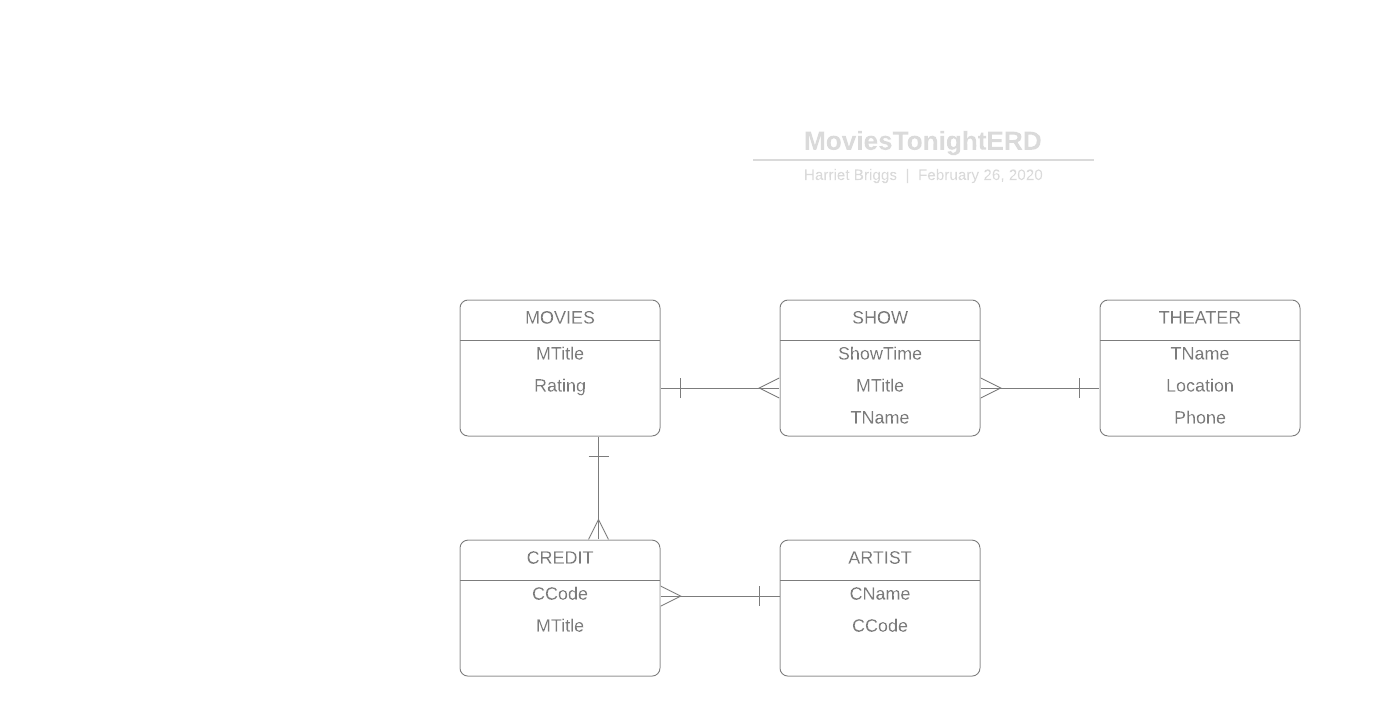 MoviesTonightERD
Harriet Briggs | February 26, 2020
MOVIES
MTitle
Rating
SHOW
ShowTime
MTitle
TName
THEATER
TName
Location
Phone
CREDIT
CCode
MTitle
ARTIST
CName
CCode